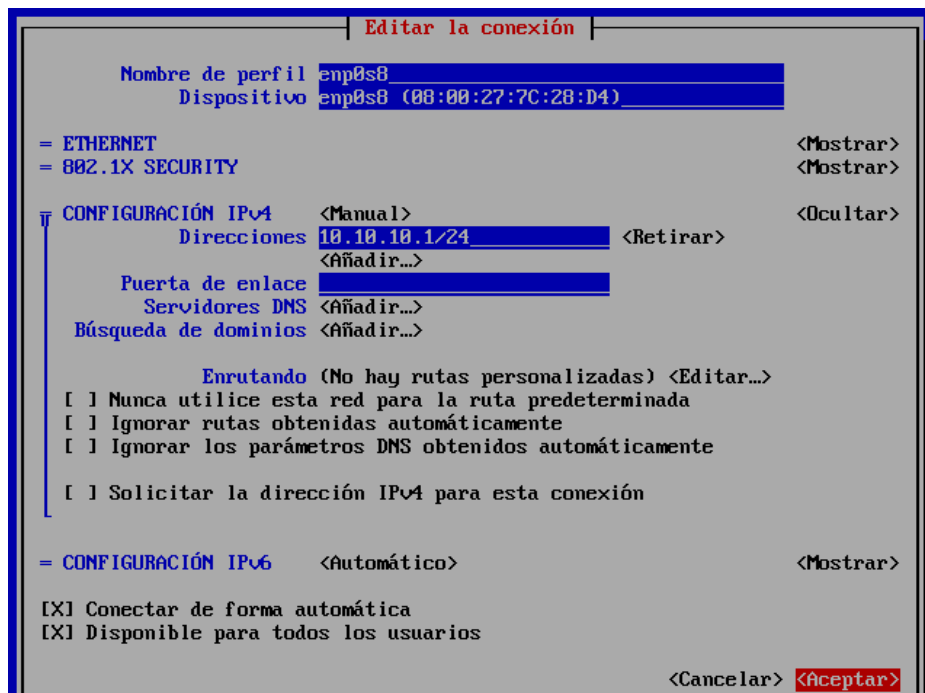 Editar la conexión
Nombre de perfil enp0s8
Dispositivo enp0s8 (08:00:27:7C:28:D4)
= ETHERNET <Mostrar>
= 802.1X SECURITY <Mostrar>
CONFIGURACIÓN IPv4 <Manual> <Ocultar>
Direcciones 10.10.10.1/24 <Retirar>
<Añadir…>
Puerta de enlace
Servidores DNS <Añadir…>
Búsqueda de dominios <Añadir…>
Enrutando (No hay rutas personalizadas) <Editar…>
[ ] Nunca utilice esta red para la ruta predeterminada
[ ] Ignorar rutas obtenidas automáticamente
[ ] Ignorar los parámetros DNS obtenidos automáticamente
[ ] Solicitar la dirección IPv4 para esta conexión
= CONFIGURACIÓN IPv6 <Automático> <Mostrar>
[X] Conectar de forma automática
[X] Disponible para todos los usuarios
<Cancelar> <Aceptar>